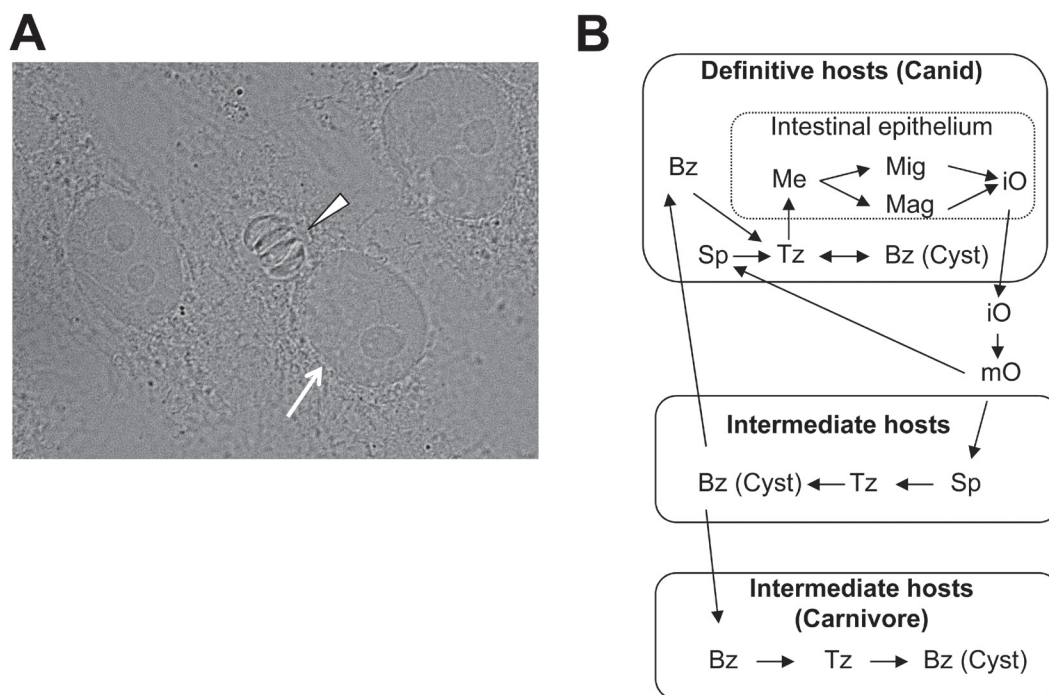 A
B
Definitive hosts (Canid)
Intestinal epithelium
Bz
Me
Mig
Mag
iO
Sp
Tz
Bz (Cyst)
iO
mO
Intermediate hosts
Bz (Cyst)
Tz
Sp
Intermediate hosts
(Carnivore)
Bz
Tz
Bz (Cyst)